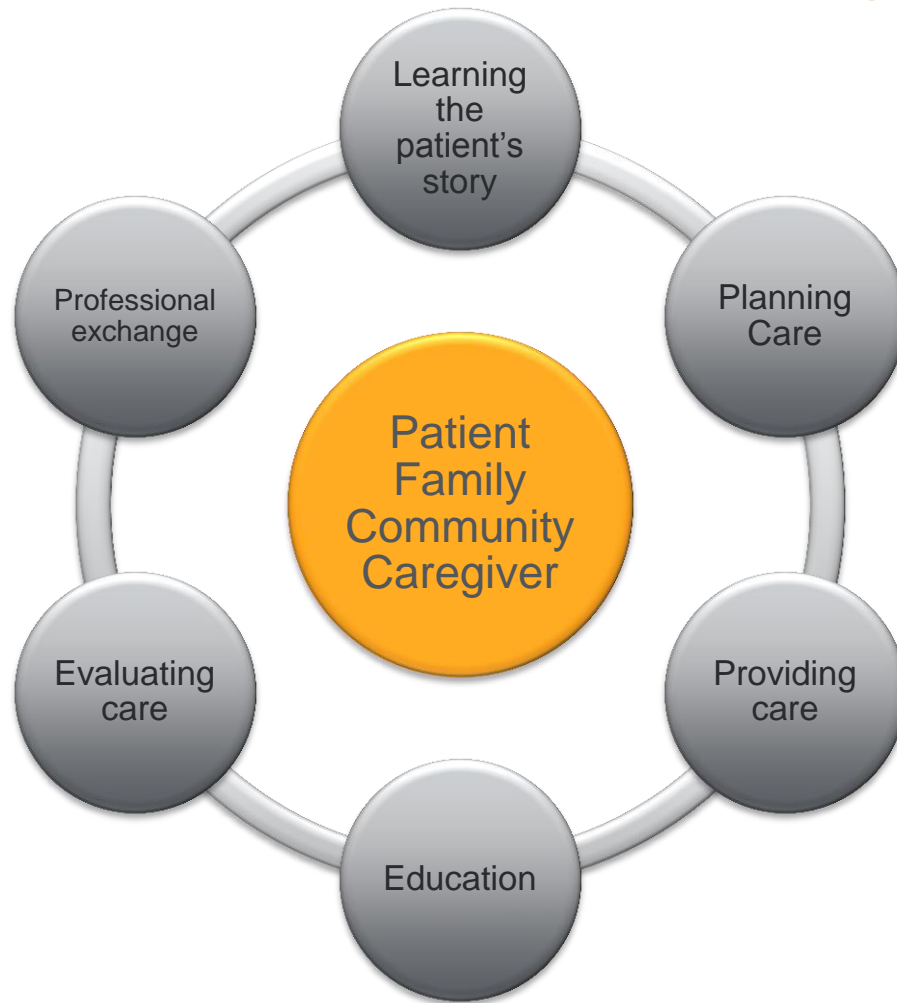 Learning
the
patient’s
story
Planning
Care
Providing
care
Education
Evaluating
care
Professional
exchange
Patient
Family
Community
Caregiver